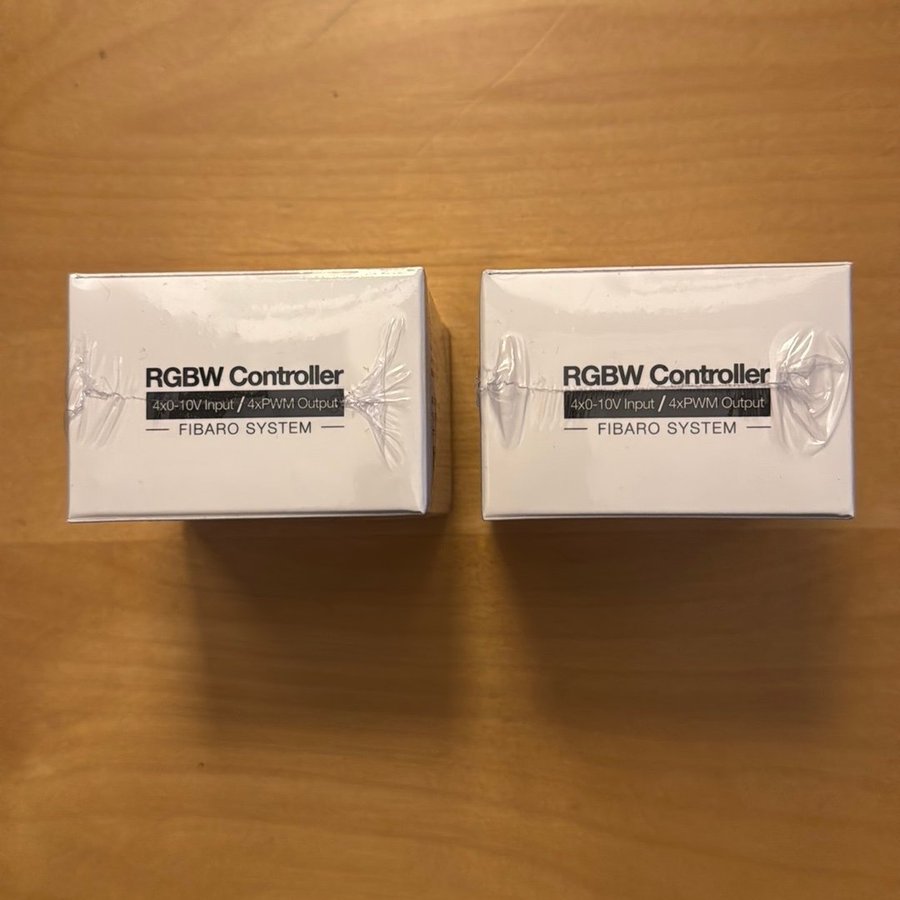 RGBW Controller
4x0-10V Input / 4xPWM Output
FIBARO SYSTEM
RGBW Controller
4x0-10V Input / 4xPWM Output
FIBARO SYSTEM